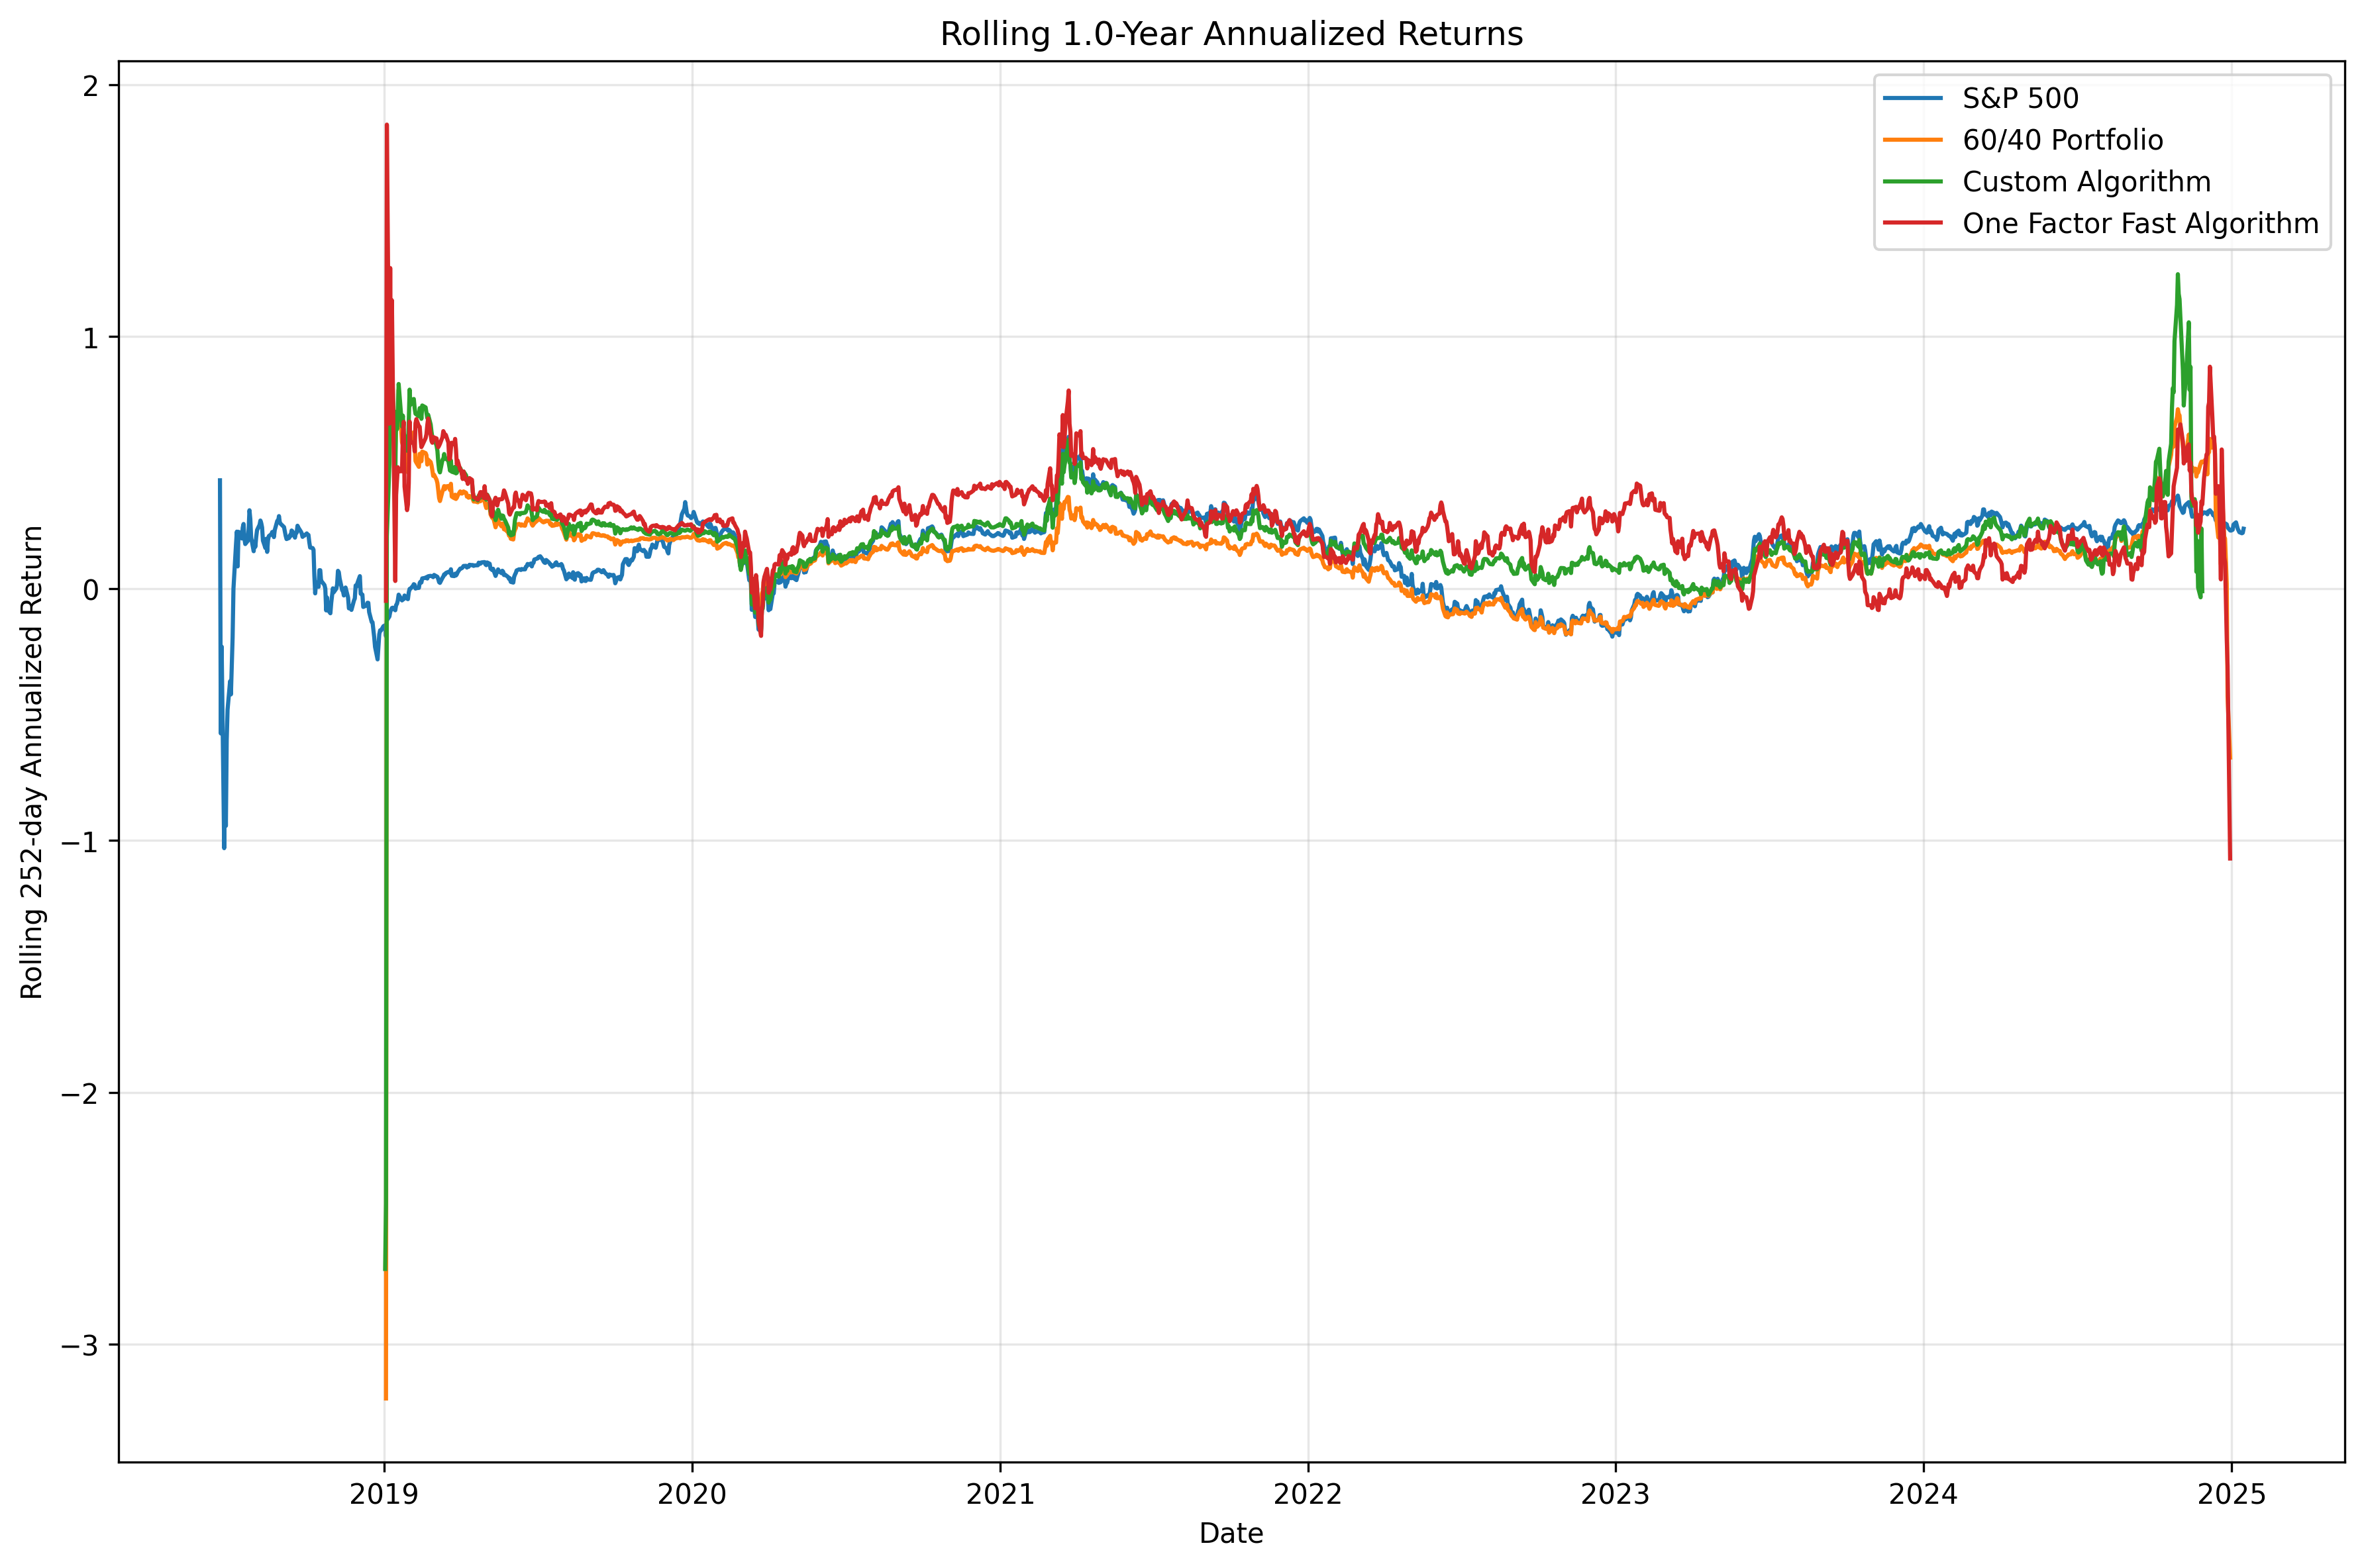 Rolling 1.0-Year Annualized Returns
S&P 500
60/40 Portfolio
Custom Algorithm
One Factor Fast Algorithm
Rolling 252-day Annualized Return
2
1
0
−1
−2
−3
2019
2020
2021
2022
2023
2024
2025
Date